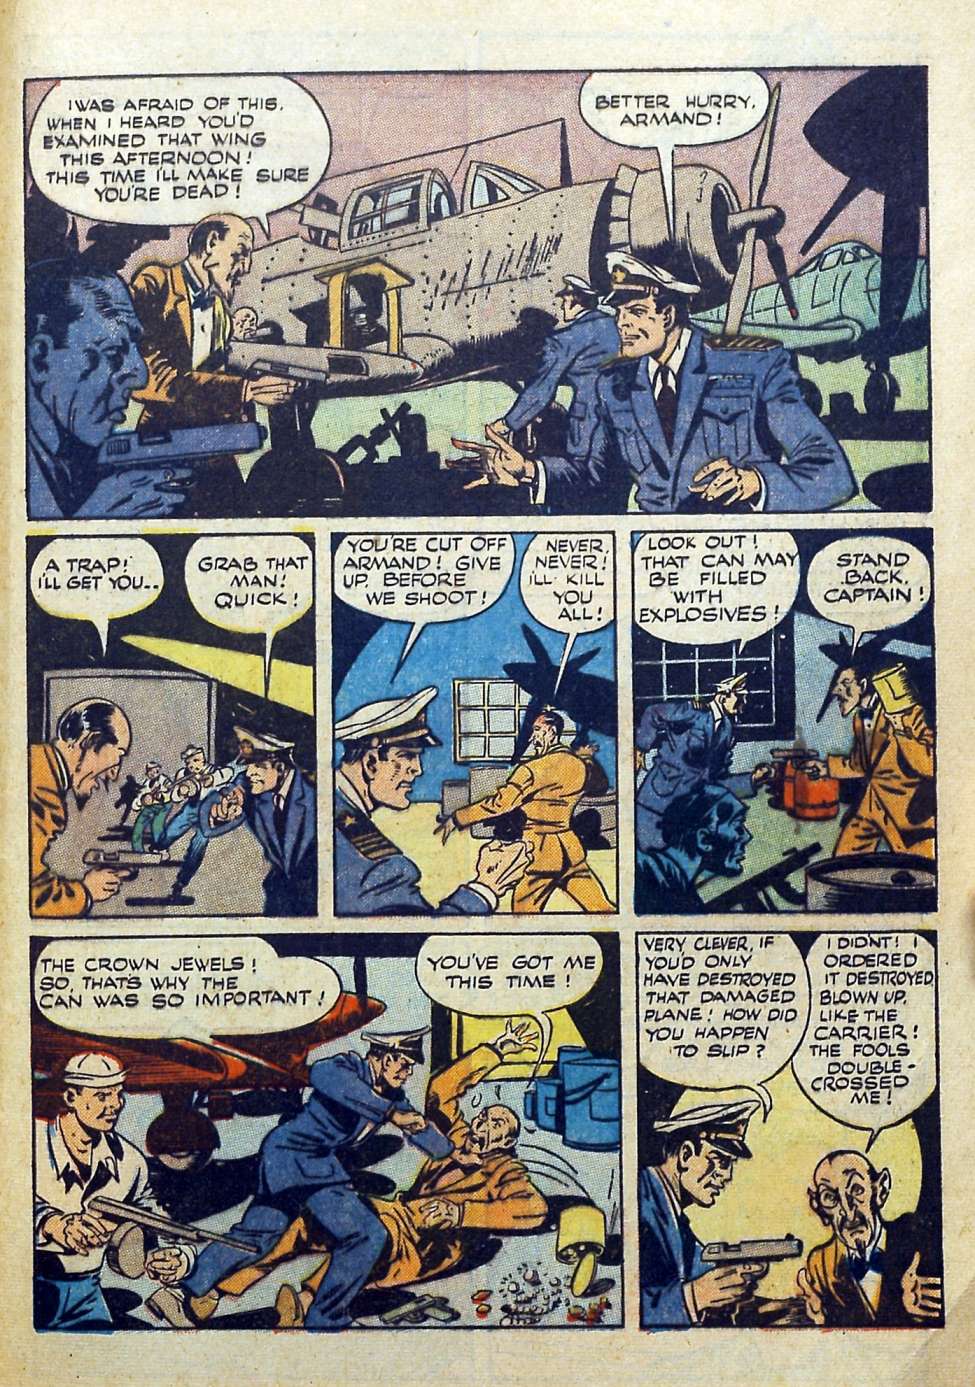 I WAS AFRAID OF THIS,
WHEN I HEARD YOU'D
EXAMINED THAT WING
THIS AFTERNOON!
THIS TIME I'LL MAKE SURE
YOU'RE DEAD!
BETTER HURRY,
ARMAND!
A TRAP!
I'LL GET YOU--
GRAB THAT
MAN!
QUICK!
YOU'RE CUT OFF
ARMAND! GIVE
UP, BEFORE
WE SHOOT!
NEVER,
NEVER!
I'LL KILL
YOU
ALL!
LOOK OUT!
THAT CAN MAY
BE FILLED
WITH
EXPLOSIVES!
STAND
BACK,
CAPTAIN!
THE CROWN JEWELS!
SO, THAT'S WHY THE
CAN WAS SO IMPORTANT!
YOU'VE GOT ME
THIS TIME!
VERY CLEVER, IF
YOU'D ONLY
HAVE DESTROYED
THAT DAMAGED
PLANE! HOW DID
YOU HAPPEN
TO SLIP?
I DIDN'T! I
ORDERED
IT DESTROYED,
BLOWN UP,
LIKE THE
CARRIER!
THE FOOLS
DOUBLE-
CROSSED
ME!